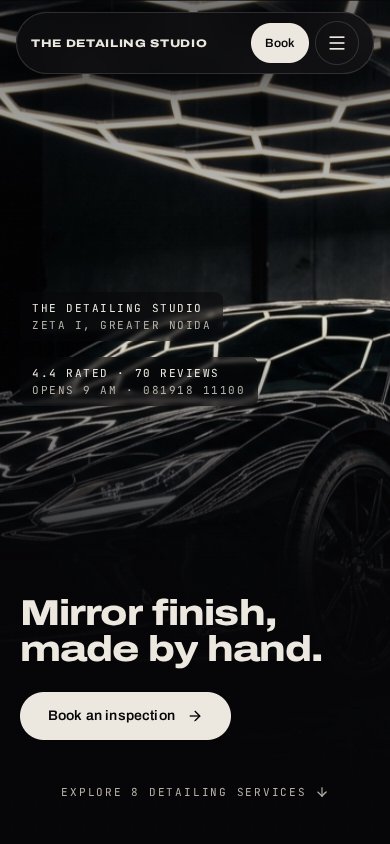 THE DETAILING STUDIO
Book
THE DETAILING STUDIO
ZETA I, GREATER NOIDA
4.4 RATED · 70 REVIEWS
OPENS 9 AM · 081918 11100
Mirror finish,
made by hand.
Book an inspection →
EXPLORE 8 DETAILING SERVICES ↓